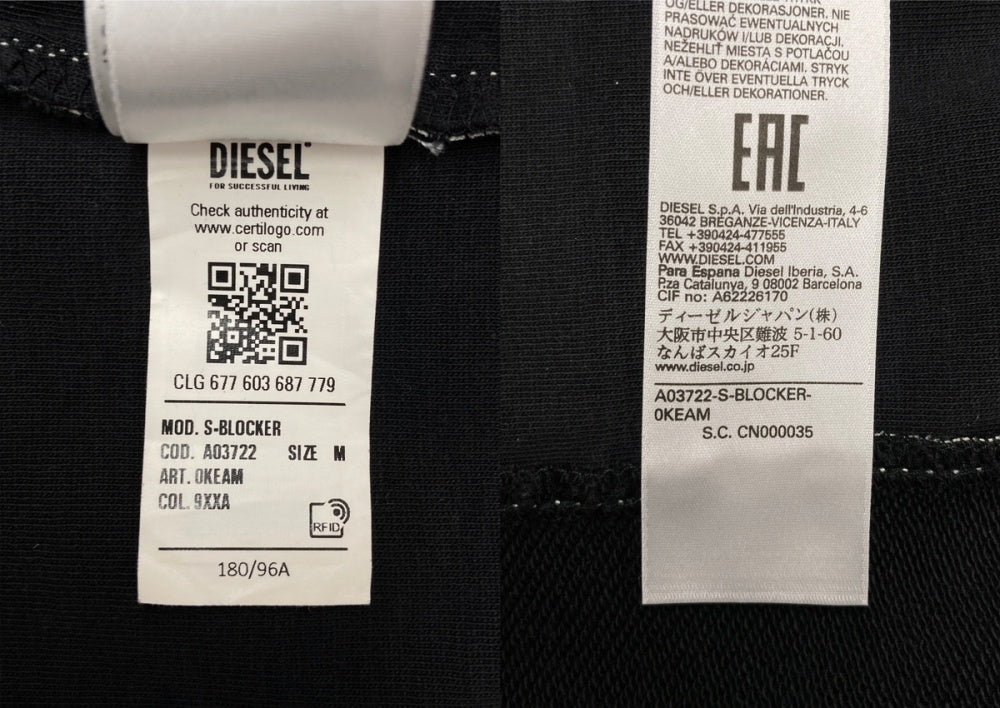 DIESEL
FOR SUCCESSFUL LIVING
Check authenticity at
www.certilogo.com
or scan
CLG 677 603 687 779
MOD. S-BLOCKER
COD. A03722 SIZE M
ART. 0KEAM
COL. 9XXA
RFID
180/96A
OG/ELLER DEKORASJONER. NIE
PRASOWAĆ EWENTUALNYCH
NADRUKÓW I/LUB DEKORACJI.
NEŽEHLIŤ MIESTA S POTLAČOU
A/ALEBO DEKORÁCIAMI. STRYK
INTE ÖVER EVENTUELLA TRYCK
OCH/ELLER DEKORATIONER.
EAC
DIESEL S.p.A. Via dell'Industria, 4-6
36042 BREGANZE-VICENZA-ITALY
TEL +390424-477555
FAX +390424-411955
WWW.DIESEL.COM
Para Espana Diesel Iberia, S.A.
P.za Catalunya, 9 08002 Barcelona
CIF no: A62226170
ディーゼルジャパン(株)
大阪市中央区難波 5-1-60
なんばスカイオ25F
www.diesel.co.jp
A03722-S-BLOCKER-
0KEAM
S.C. CN000035